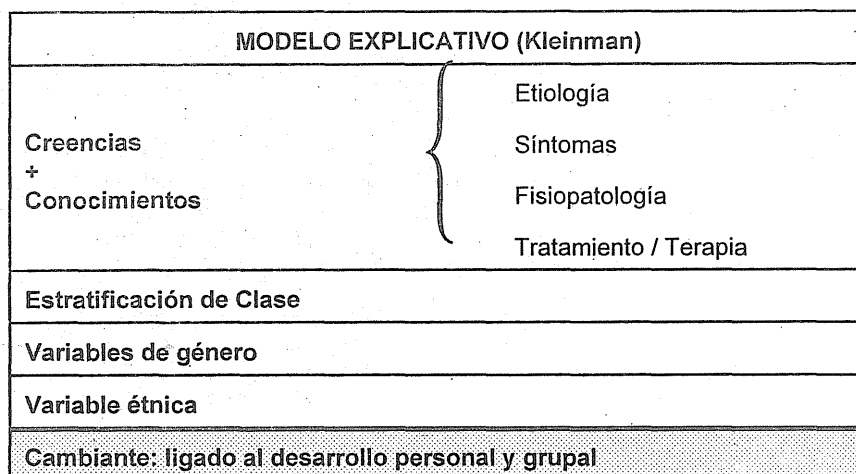 MODELO EXPLICATIVO (Kleinman)
Creencias
+
Conocimientos
Etiología
Síntomas
Fisiopatología
Tratamiento / Terapia
Estratificación de Clase
Variables de género
Variable étnica
Cambiante: ligado al desarrollo personal y grupal